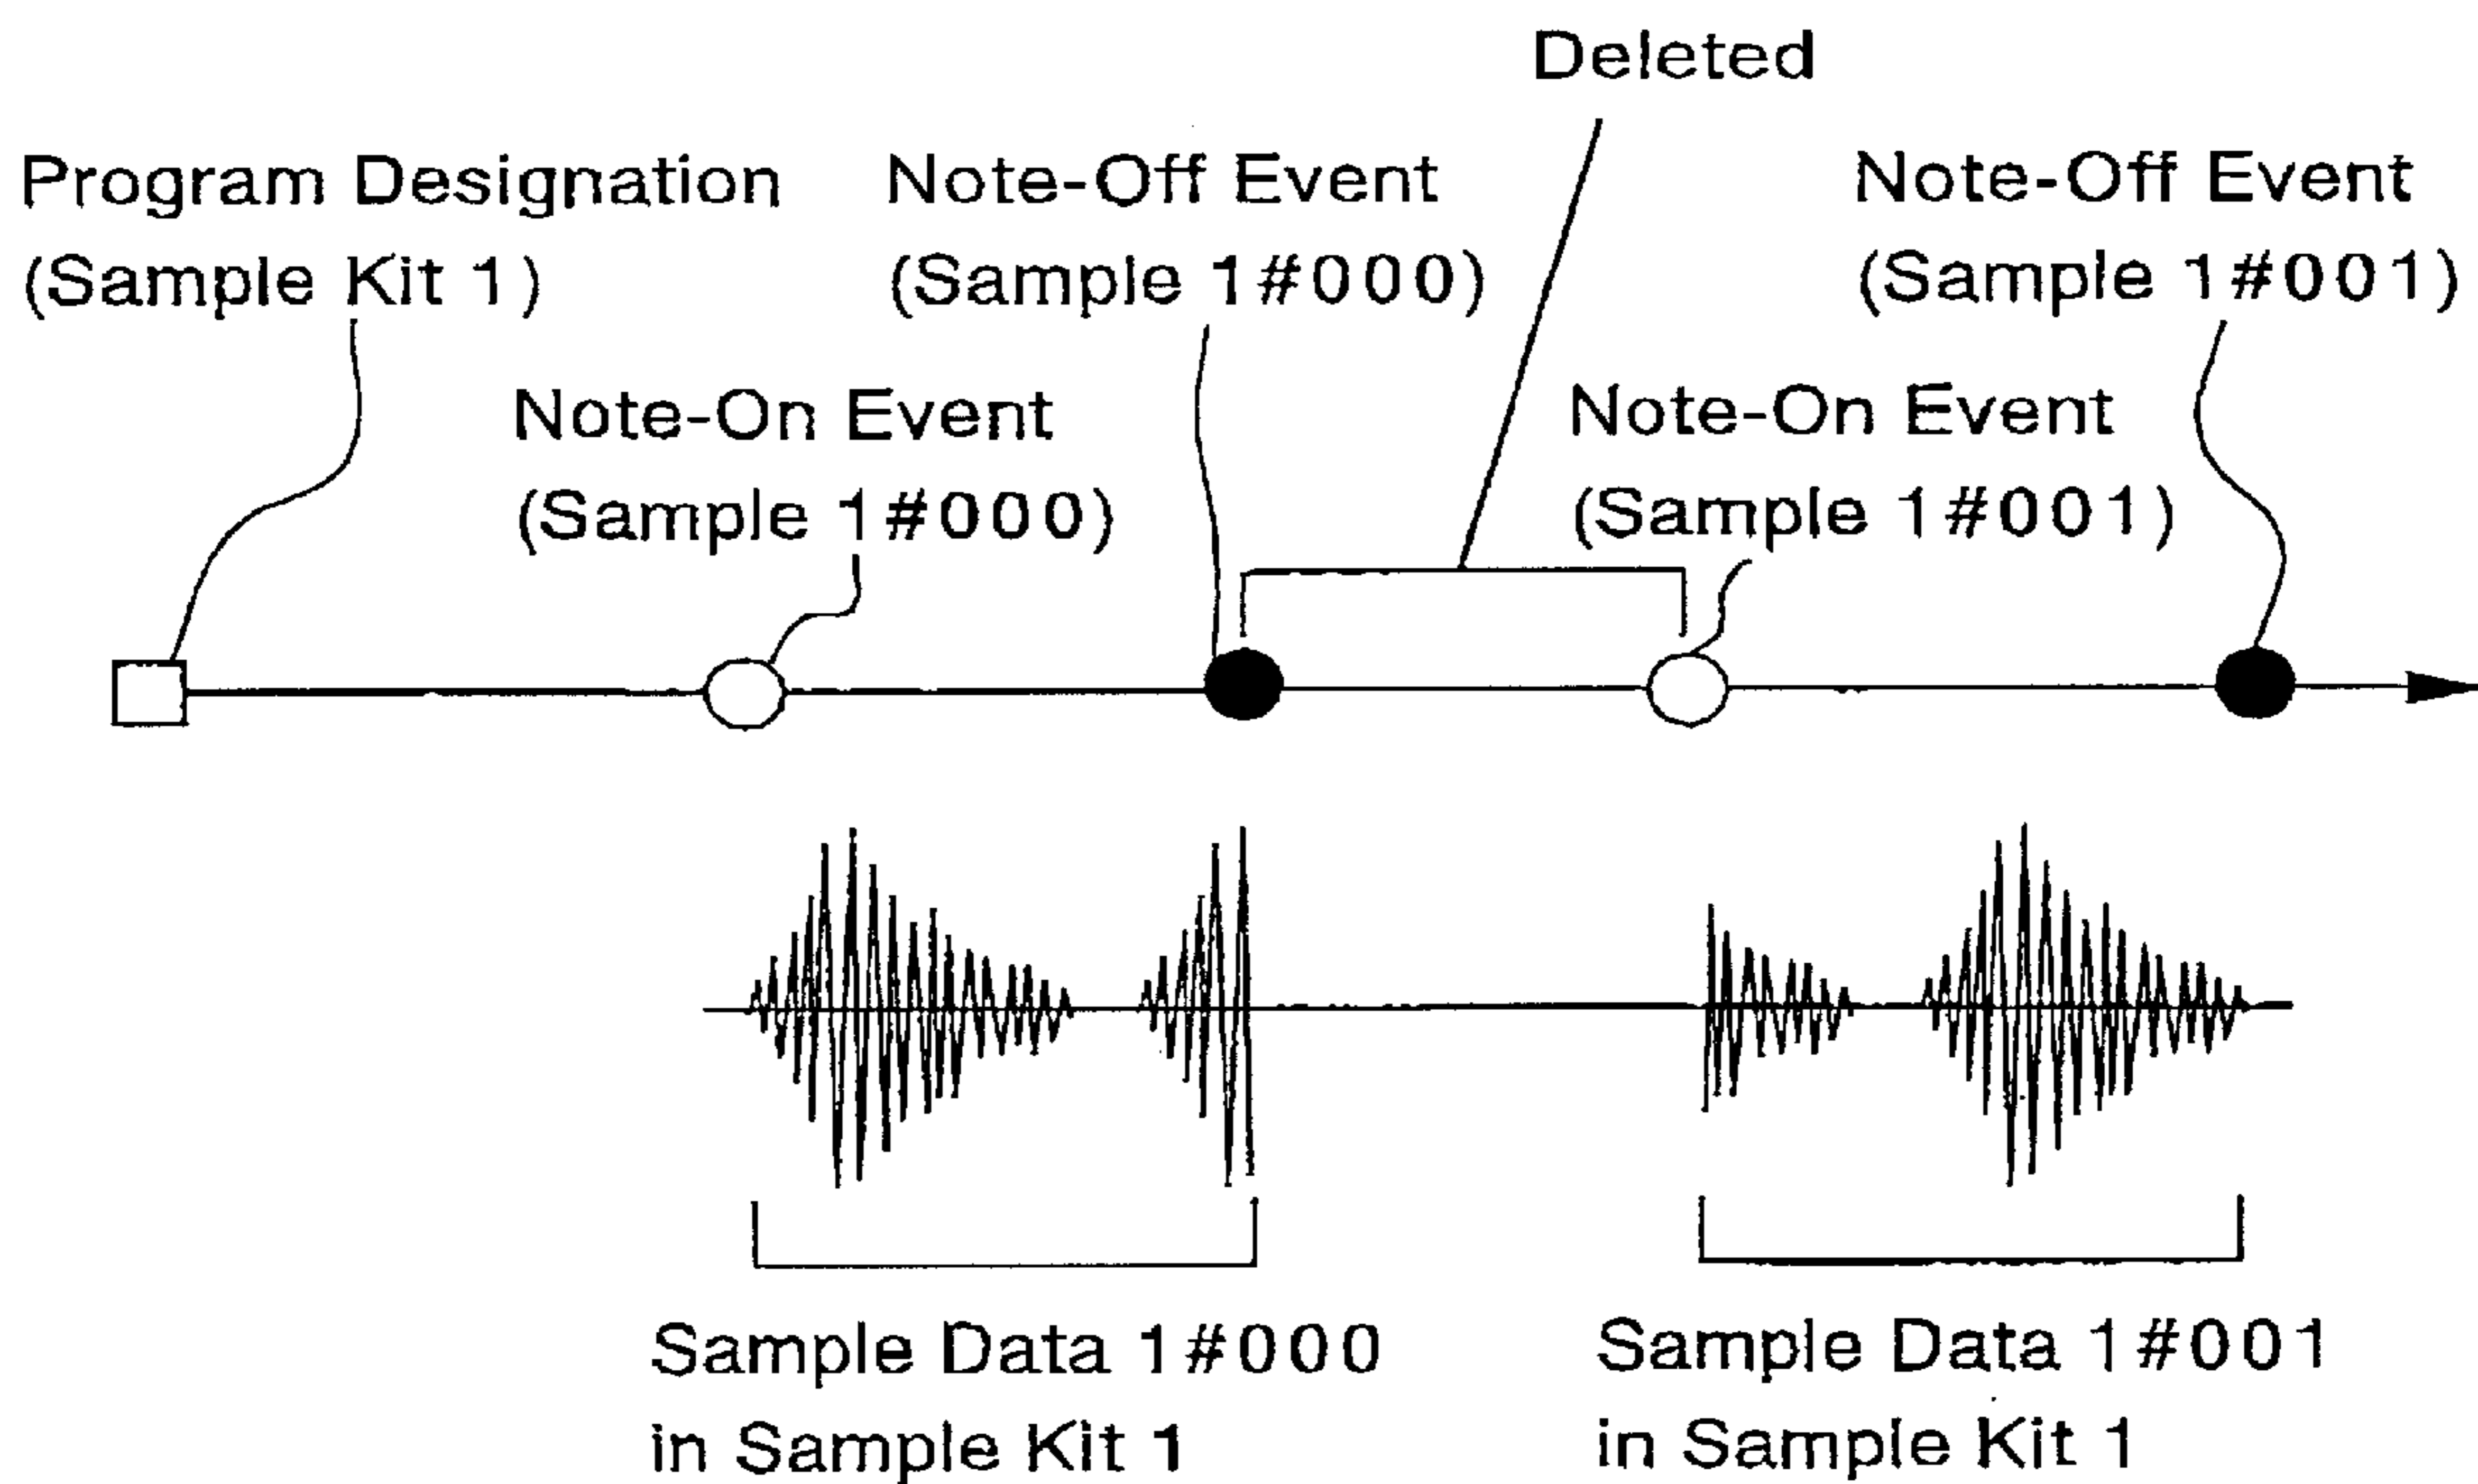 Deleted
Program Designation
(Sample Kit 1)
Note-Off Event
(Sample 1#000)
Note-Off Event
(Sample 1#001)
Note-On Event
(Sample 1#000)
Note-On Event
(Sample 1#001)
Sample Data 1#000
in Sample Kit 1
Sample Data 1#001
in Sample Kit 1